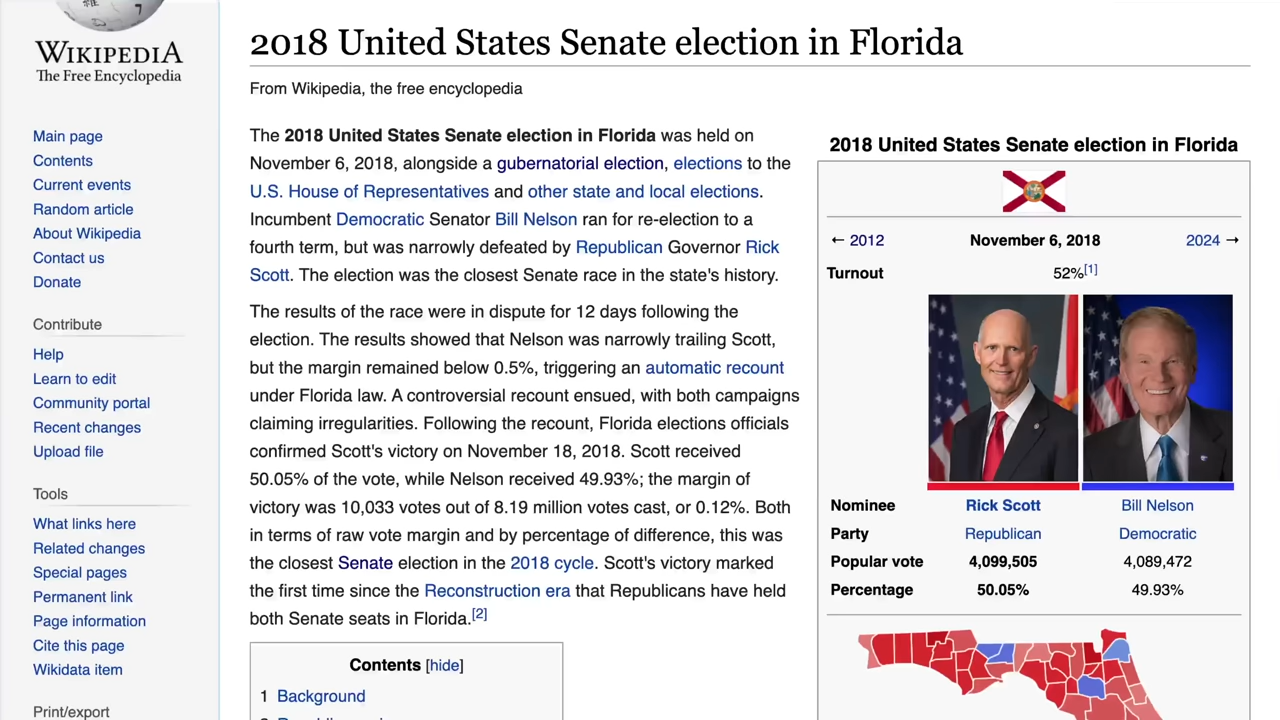 WIKIPEDIA
The Free Encyclopedia
Main page
Contents
Current events
Random article
About Wikipedia
Contact us
Donate
Contribute
Help
Learn to edit
Community portal
Recent changes
Upload file
Tools
What links here
Related changes
Special pages
Permanent link
Page information
Cite this page
Wikidata item
Print/export
2018 United States Senate election in Florida
From Wikipedia, the free encyclopedia
The 2018 United States Senate election in Florida was held on
November 6, 2018, alongside a gubernatorial election, elections to the
U.S. House of Representatives and other state and local elections.
Incumbent Democratic Senator Bill Nelson ran for re-election to a
fourth term, but was narrowly defeated by Republican Governor Rick
Scott. The election was the closest Senate race in the state's history.
The results of the race were in dispute for 12 days following the
election. The results showed that Nelson was narrowly trailing Scott,
but the margin remained below 0.5%, triggering an automatic recount
under Florida law. A controversial recount ensued, with both campaigns
claiming irregularities. Following the recount, Florida elections officials
confirmed Scott's victory on November 18, 2018. Scott received
50.05% of the vote, while Nelson received 49.93%; the margin of
victory was 10,033 votes out of 8.19 million votes cast, or 0.12%. Both
in terms of raw vote margin and by percentage of difference, this was
the closest Senate election in the 2018 cycle. Scott's victory marked
the first time since the Reconstruction era that Republicans have held
both Senate seats in Florida.[2]
Contents [hide]
1 Background
2018 United States Senate election in Florida
← 2012 November 6, 2018 2024 →
Turnout 52%[1]
Nominee Rick Scott Bill Nelson
Party Republican Democratic
Popular vote 4,099,505 4,089,472
Percentage 50.05% 49.93%